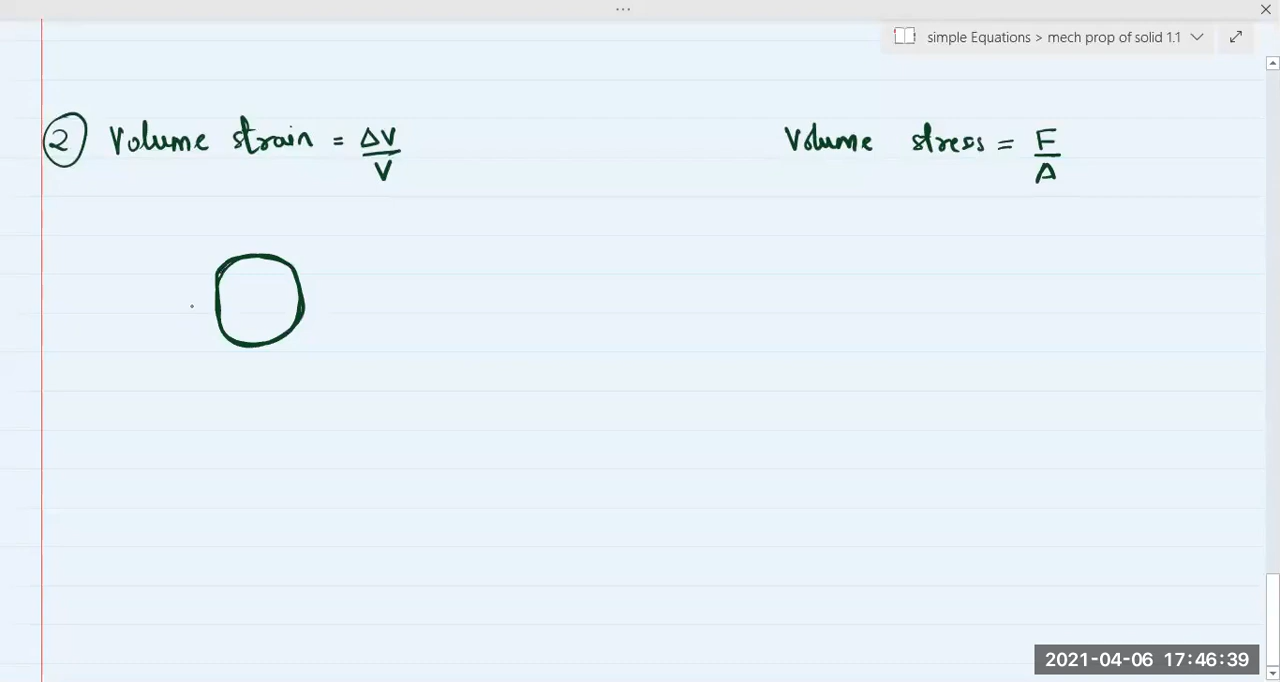 ...
simple Equations > mech prop of solid 1.1
② Volume strain = ΔV/V
Volume stress = F/A
2021-04-06 17:46:39